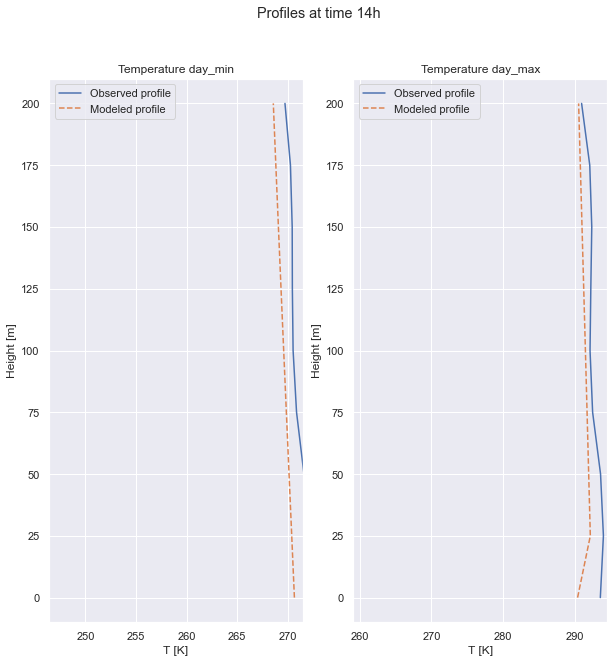 Profiles at time 14h
Temperature day_min
Observed profile
Modeled profile
200
175
150
125
100
75
50
25
0
Height [m]
250
255
260
265
270
T [K]
Temperature day_max
Observed profile
Modeled profile
200
175
150
125
100
75
50
25
0
Height [m]
260
270
280
290
T [K]